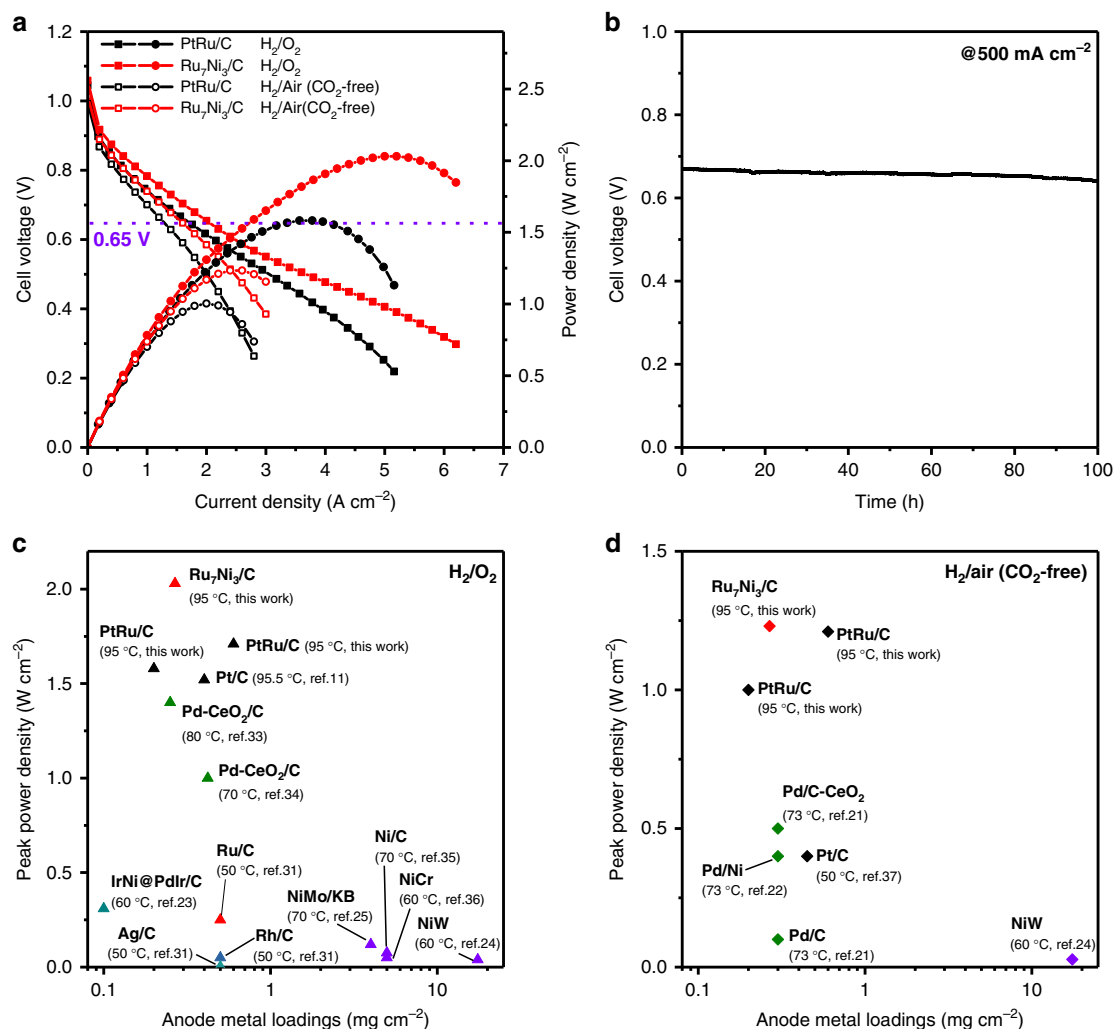 a
PtRu/C H₂/O₂
Ru₇Ni₃/C H₂/O₂
PtRu/C H₂/Air (CO₂-free)
Ru₇Ni₃/C H₂/Air(CO₂-free)
0.65 V
Cell voltage (V)
1.2
1.0
0.8
0.6
0.4
0.2
0.0
Power density (W cm⁻²)
2.5
2.0
1.5
1.0
0.5
0.0
0 1 2 3 4 5 6 7
Current density (A cm⁻²)
b
@500 mA cm⁻²
Cell voltage (V)
1.0
0.8
0.6
0.4
0.2
0.0
0 20 40 60 80 100
Time (h)
c
H₂/O₂
Peak power density (W cm⁻²)
2.0
1.5
1.0
0.5
0.0
Ru₇Ni₃/C
(95 °C, this work)
PtRu/C
(95 °C, this work)
PtRu/C (95 °C, this work)
Pt/C (95.5 °C, ref.11)
Pd-CeO₂/C
(80 °C, ref.33)
Pd-CeO₂/C
(70 °C, ref.34)
Ru/C
(50 °C, ref.31)
Ni/C
(70 °C, ref.35)
NiCr
(60 °C, ref.36)
IrNi@PdIr/C
(60 °C, ref.23)
NiMo/KB
(70 °C, ref.25)
NiW
(60 °C, ref.24)
Ag/C
(50 °C, ref.31)
Rh/C
(50 °C, ref.31)
0.1 1 10
Anode metal loadings (mg cm⁻²)
d
H₂/air (CO₂-free)
Peak power density (W cm⁻²)
1.5
1.0
0.5
0.0
Ru₇Ni₃/C
(95 °C, this work)
PtRu/C
(95 °C, this work)
PtRu/C
(95 °C, this work)
Pd/C-CeO₂
(73 °C, ref.21)
Pd/Ni
(73 °C, ref.22)
Pt/C
(50 °C, ref.37)
Pd/C
(73 °C, ref.21)
NiW
(60 °C, ref.24)
0.1 1 10
Anode metal loadings (mg cm⁻²)